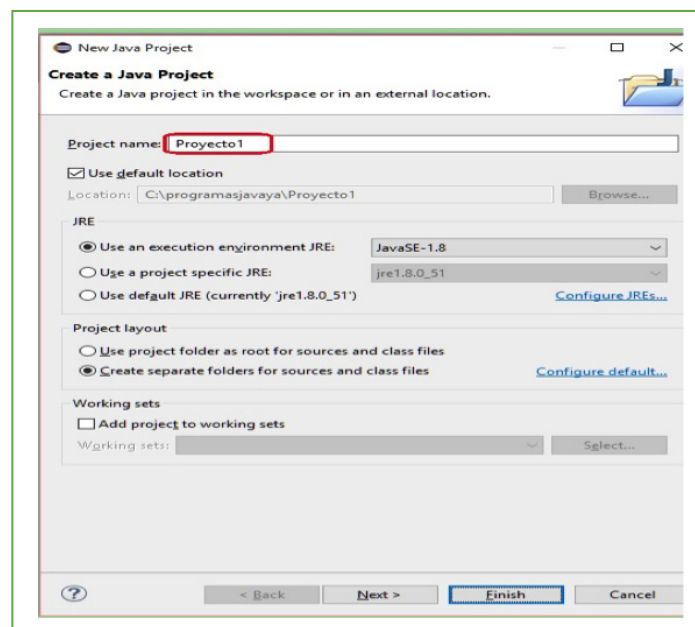 New Java Project
Create a Java Project
Create a Java project in the workspace or in an external location.
Project name: Proyecto1
Use default location
Location: C:\programasjavaya\Proyecto1 Browse...
JRE
Use an execution environment JRE: JavaSE-1.8
Use a project specific JRE: jre1.8.0_51
Use default JRE (currently 'jre1.8.0_51') Configure JREs...
Project layout
Use project folder as root for sources and class files
Create separate folders for sources and class files Configure default...
Working sets
Add project to working sets
Working sets: Select...
? < Back Next > Finish Cancel